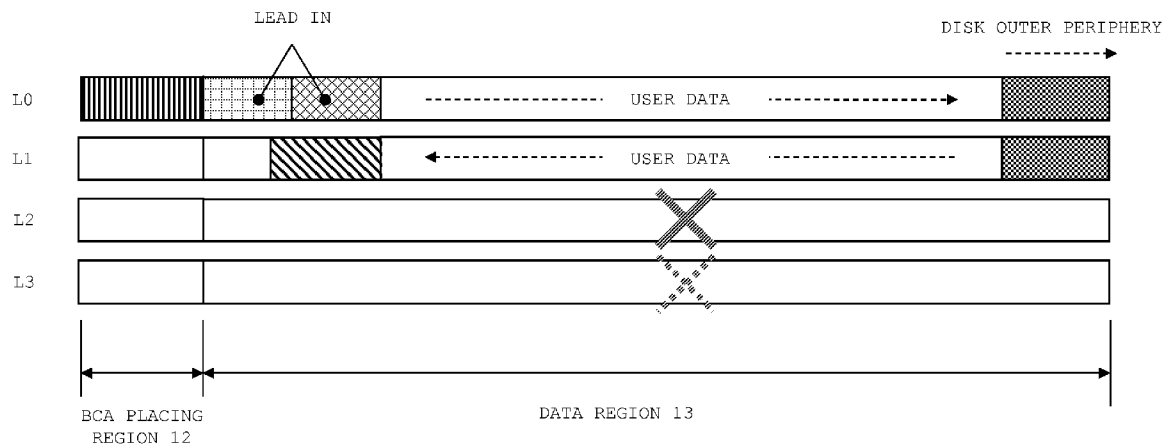 LEAD IN
DISK OUTER PERIPHERY
L0
USER DATA
L1
USER DATA
L2
L3
BCA PLACING
REGION 12
DATA REGION 13